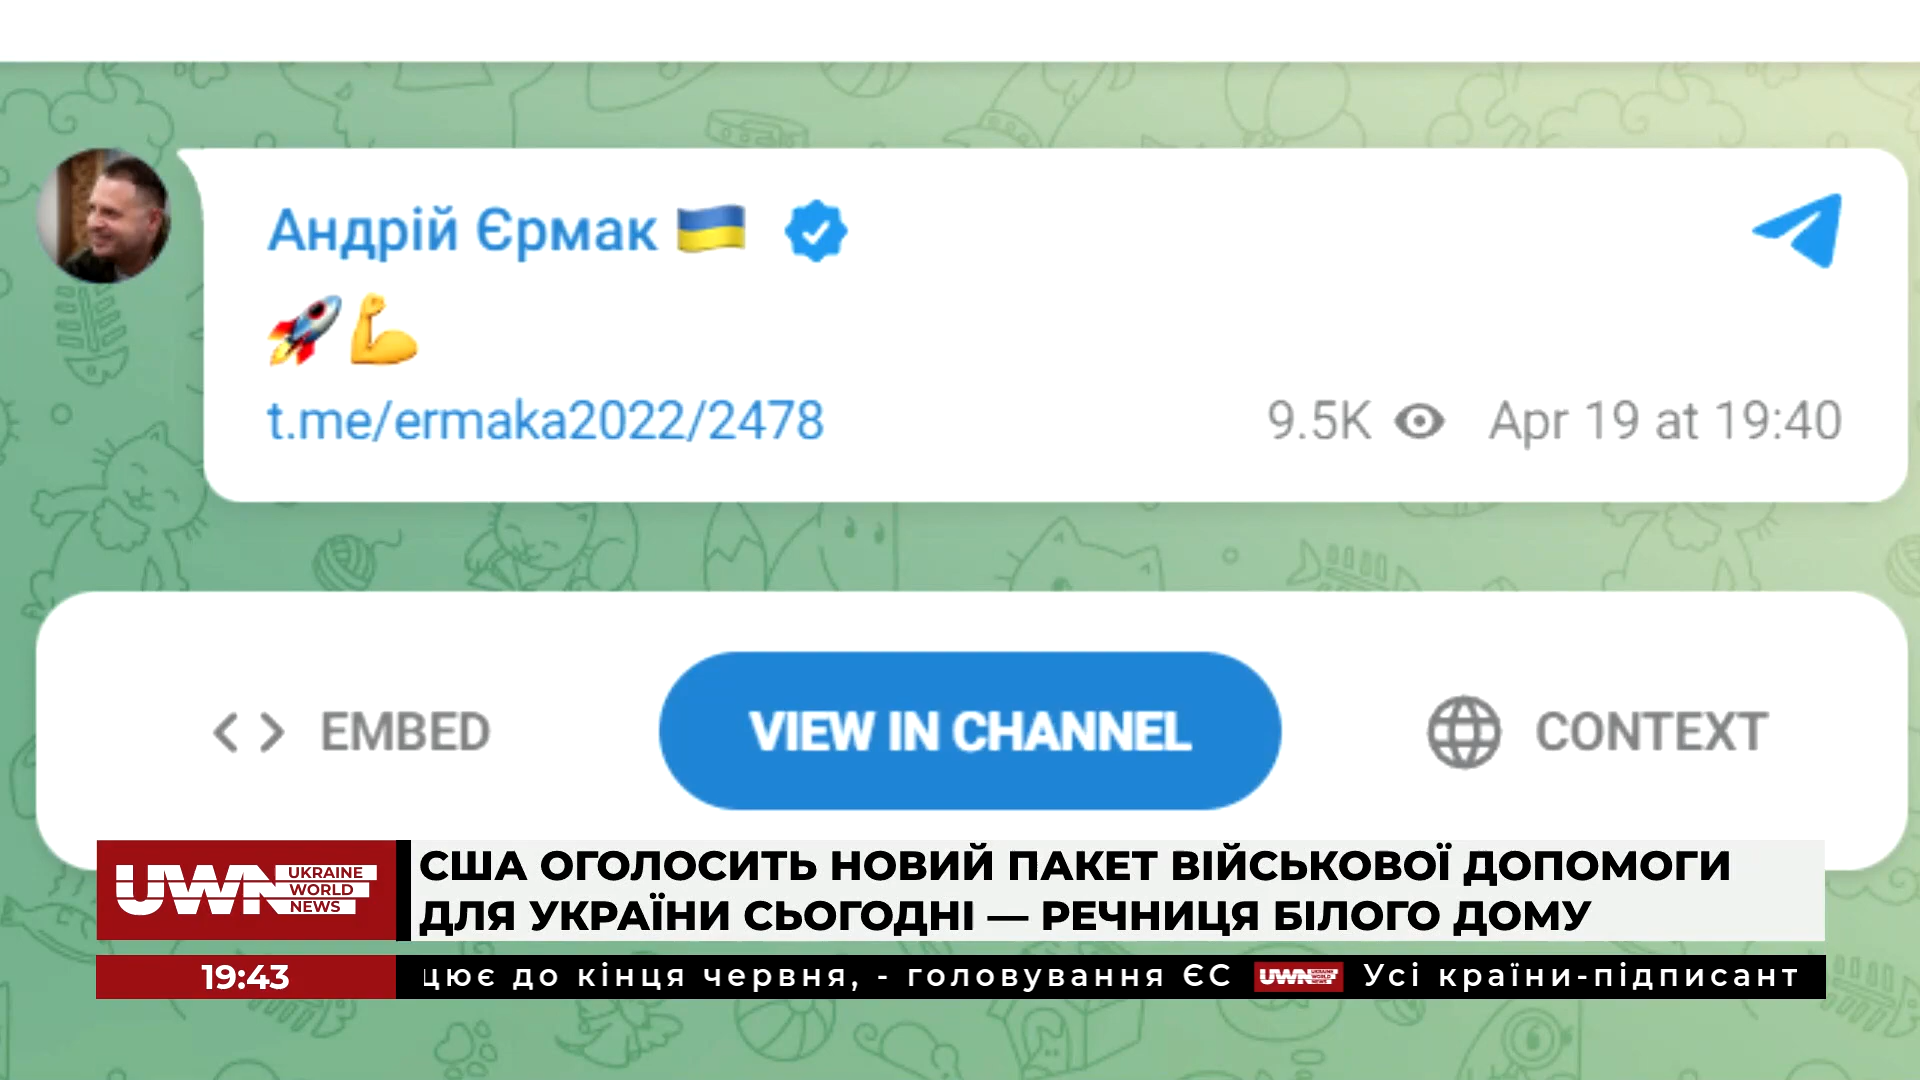 Андрій Єрмак 🇺🇦
🚀💪
t.me/ermaka2022/2478
9.5K Apr 19 at 19:40
EMBED
VIEW IN CHANNEL
CONTEXT
UWN UKRAINE WORLD NEWS
США ОГОЛОСИТЬ НОВИЙ ПАКЕТ ВІЙСЬКОВОЇ ДОПОМОГИ
ДЛЯ УКРАЇНИ СЬОГОДНІ — РЕЧНИЦЯ БІЛОГО ДОМУ
19:43
цює до кінця червня, - головування ЄС UWN Усі країни-підписант